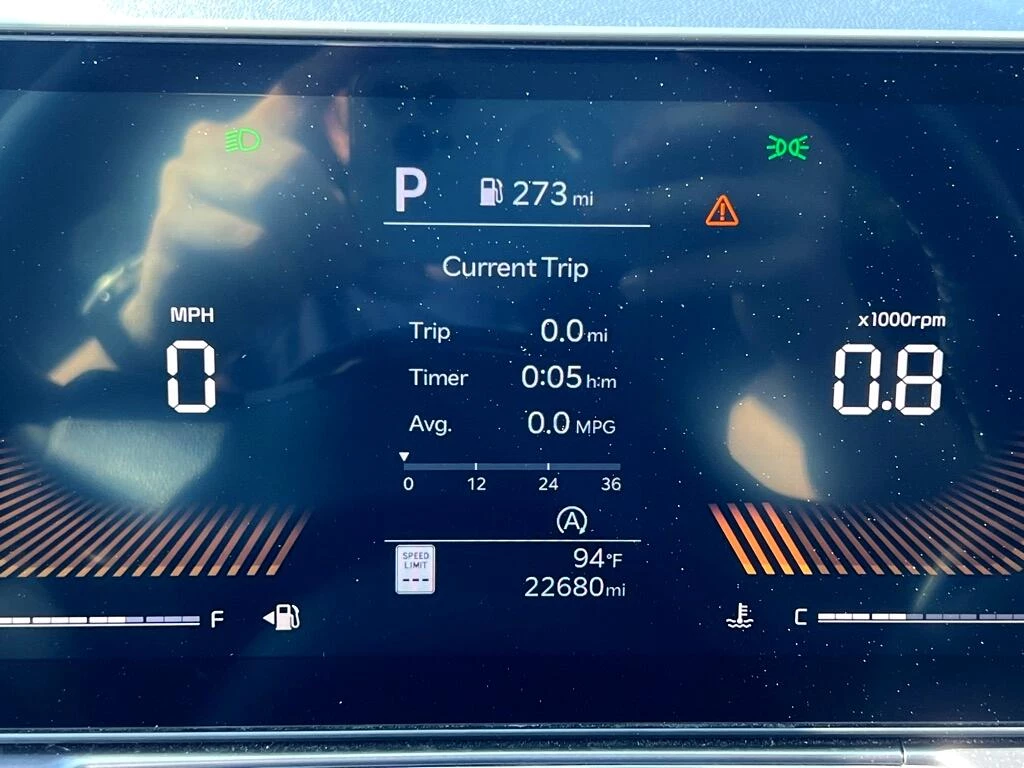 P 273 mi
Current Trip
MPH
x1000rpm
Trip 0.0 mi
0
0.8
Timer 0:05 h:m
Avg. 0.0 MPG
0 12 24 36
A
SPEED LIMIT
---
94°F
22680 mi
F
C